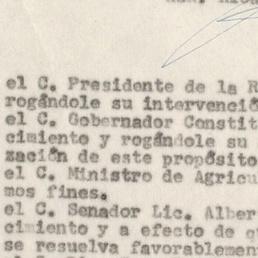 el C. Presidente de la R
rogándole su intervenció
el C. Gobernador Constit
cimiento y rogándole su
zación de este propósito
el C. Ministro de Agricu
mos fines.
el C. Senador Lic. Alber
cimiento y a efecto de q
se resuelva favorablemen